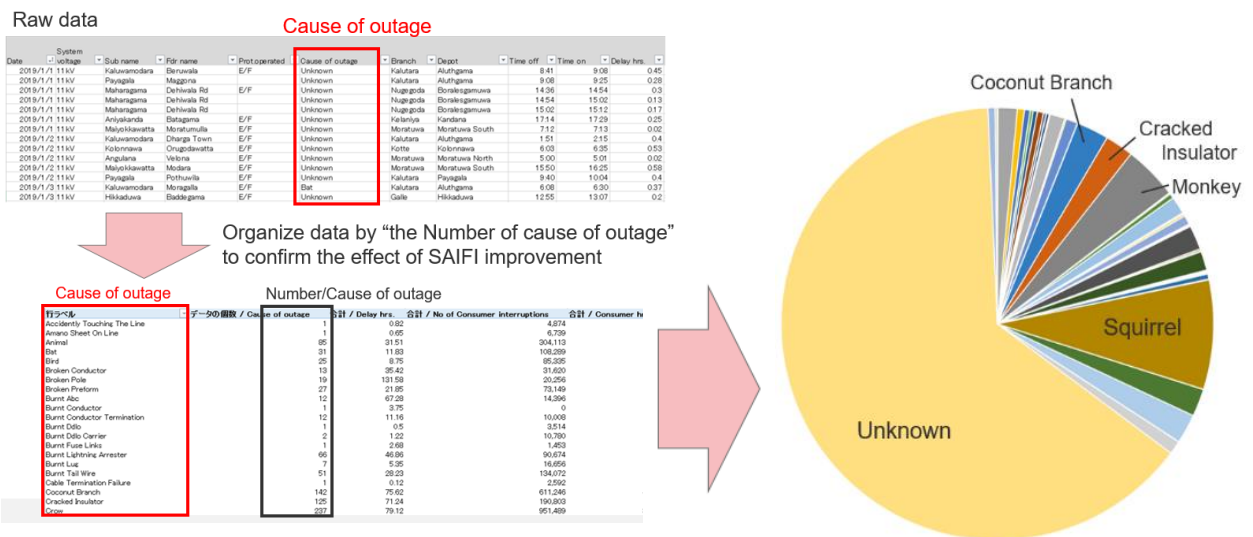 Raw data
Cause of outage
System
Date voltage Sub name Fdr name Prot operated Cause of outage Branch Depot Time off Time on Delay hrs.
2019/1/1 11kV Kaluwamodara Beruwala E/F Unknown Kalutara Aluthgama 8:41 9:08 0.45
2019/1/1 11kV Payagala Maggona Unknown Kalutara Aluthgama 9:08 9:25 0.28
2019/1/1 11kV Maharagama Dehiwala Rd E/F Unknown Nugegoda Boralesgamuwa 14:36 14:54 0.3
2019/1/1 11kV Maharagama Dehiwala Rd Unknown Nugegoda Boralesgamuwa 14:54 15:02 0.13
2019/1/1 11kV Maharagama Dehiwala Rd Unknown Nugegoda Boralesgamuwa 15:02 15:12 0.17
2019/1/1 11kV Aniyakanda Batagama E/F Unknown Kelaniya Kandana 17:14 17:29 0.25
2019/1/1 11kV Maiyokkawatta Moratumulla E/F Unknown Moratuwa Moratuwa South 7:12 7:13 0.02
2019/1/2 11kV Kaluwamodara Dharga Town E/F Unknown Kalutara Aluthgama 1:51 2:15 0.4
2019/1/2 11kV Kolonnawa Orugodawatta E/F Unknown Kotte Kolonnawa 6:03 6:35 0.53
2019/1/2 11kV Angulana Velona E/F Unknown Moratuwa Moratuwa North 5:00 5:01 0.02
2019/1/2 11kV Maiyokkawatta Modara E/F Unknown Moratuwa Moratuwa South 15:50 16:25 0.58
2019/1/2 11kV Payagala Pothuwila E/F Unknown Kalutara Payagala 9:40 10:04 0.4
2019/1/3 11kV Kaluwamodara Moragalla E/F Bat Kalutara Aluthgama 6:08 6:30 0.37
2019/1/3 11kV Hikkaduwa Baddegama E/F Unknown Galle Hikkaduwa 12:55 13:07 0.2
Organize data by “the Number of cause of outage”
to confirm the effect of SAIFI improvement
Cause of outage
Number/Cause of outage
行ラベル データの個数 / Cause of outage 合計 / Delay hrs. 合計 / No of Consumer interruptions 合計 / Consumer
Accidently Touching The Line 1 0.82 4,874
Amano Sheet On Line 1 0.65 6,739
Animal 85 31.51 304,113
Bat 31 11.83 108,289
Bird 25 8.75 85,335
Broken Conductor 13 35.42 31,620
Broken Pole 19 131.58 20,256
Broken Preform 27 21.85 73,149
Burnt Abc 12 67.28 14,396
Burnt Conductor 1 3.75 0
Burnt Conductor Termination 12 11.16 10,008
Burnt Ddlo 1 0.5 3,514
Burnt Ddlo Carrier 2 1.22 10,780
Burnt Fuse Links 1 2.68 1,453
Burnt Lightning Arrester 66 46.86 90,674
Burnt Lug 7 5.35 16,656
Burnt Tail Wire 51 28.23 134,072
Cable Termination Failure 1 0.12 2,592
Coconut Branch 142 75.62 611,246
Cracked Insulator 125 71.24 190,803
Crow 237 79.12 951,489
Coconut Branch
Cracked
Insulator
Monkey
Squirrel
Unknown